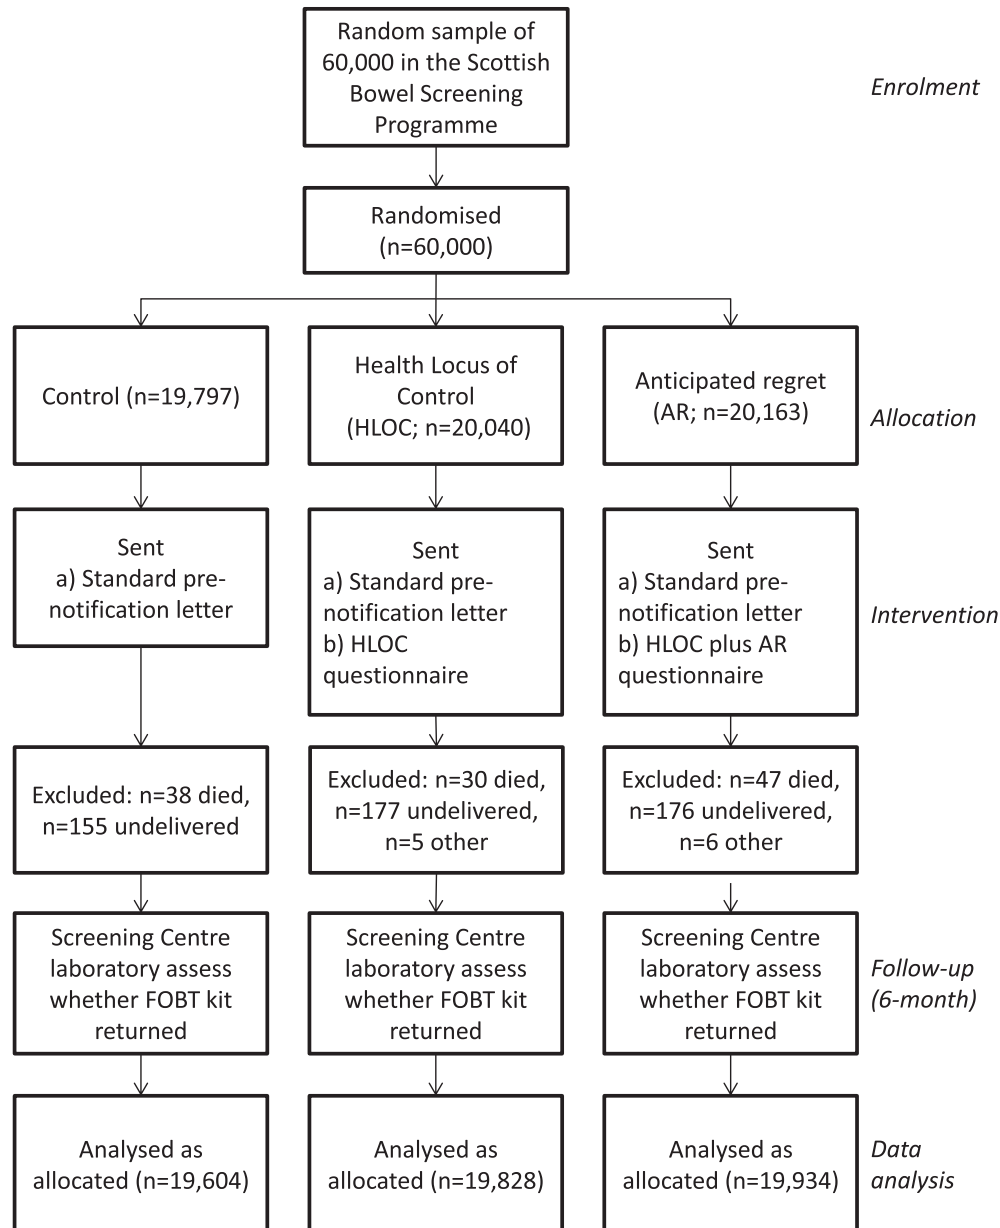 Random sample of
60,000 in the Scottish
Bowel Screening
Programme
Enrolment
Randomised
(n=60,000)
Control (n=19,797)
Health Locus of
Control
(HLOC; n=20,040)
Anticipated regret
(AR; n=20,163)
Allocation
Sent
a) Standard pre-
notification letter
Sent
a) Standard pre-
notification letter
b) HLOC
questionnaire
Sent
a) Standard pre-
notification letter
b) HLOC plus AR
questionnaire
Intervention
Excluded: n=38 died,
n=155 undelivered
Excluded: n=30 died,
n=177 undelivered,
n=5 other
Excluded: n=47 died,
n=176 undelivered,
n=6 other
Screening Centre
laboratory assess
whether FOBT kit
returned
Screening Centre
laboratory assess
whether FOBT kit
returned
Screening Centre
laboratory assess
whether FOBT kit
returned
Follow-up
(6-month)
Analysed as
allocated (n=19,604)
Analysed as
allocated (n=19,828)
Analysed as
allocated (n=19,934)
Data
analysis